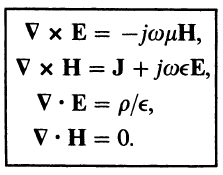 ∇ × E = −jωμH,
∇ × H = J + jωϵE,
∇ · E = ρ/ϵ,
∇ · H = 0.